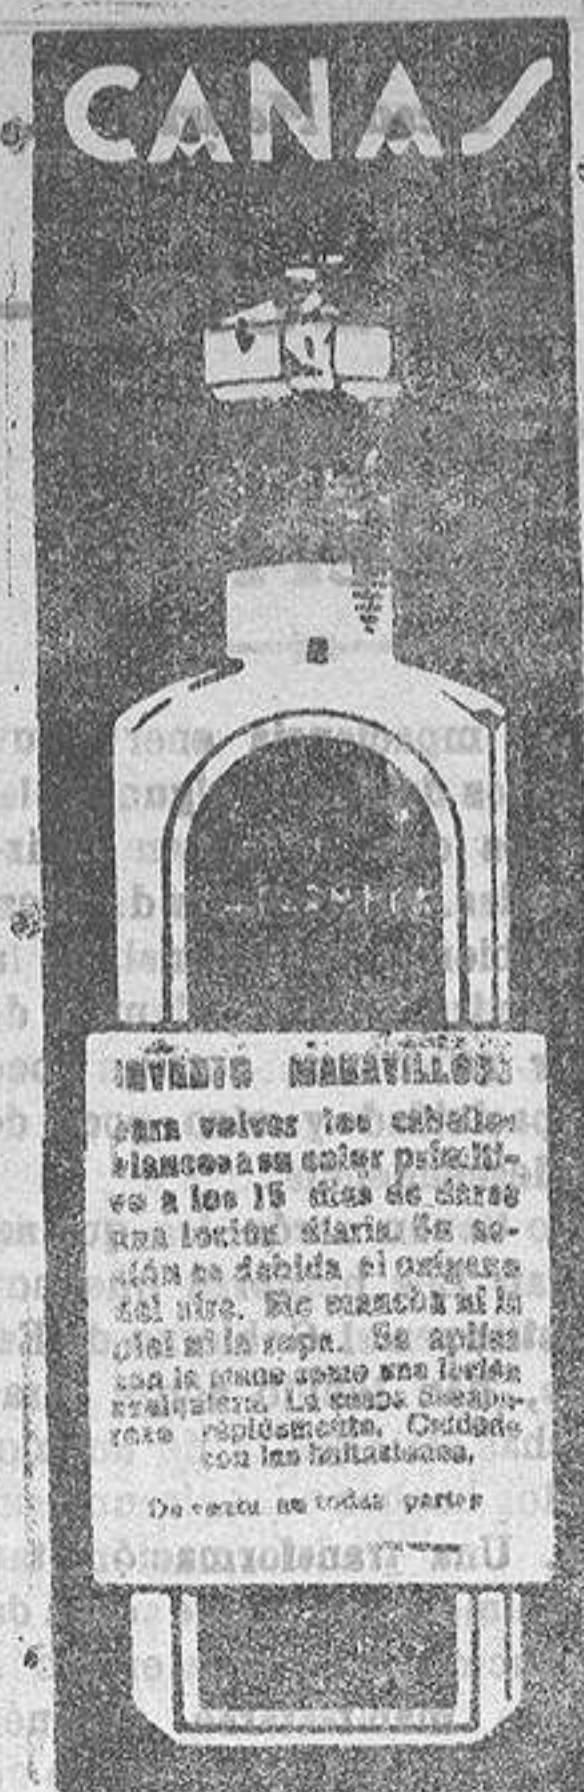 CANAS
INVENTO MARAVILLOSO
para volver los cabellos
blancos a su color primiti-
vo a los 15 días de darse
una loción diaria. Su ac-
ción es debida al oxígeno
del aire. No mancha ni la
piel ni la ropa. Se aplica
con la mano como una loción
cualquiera. La caspa desapa-
rece rápidamente. Cuidado
con las imitaciones.
De venta en todas partes